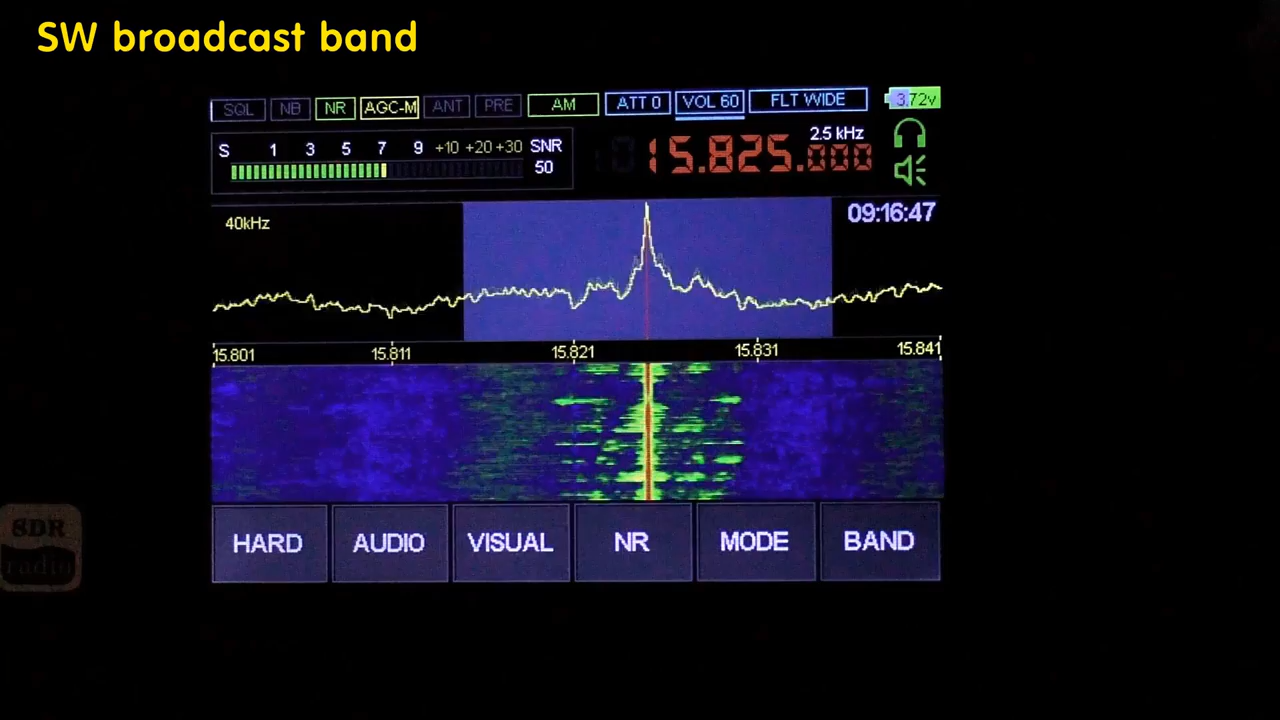 SW broadcast band
SQL NB NR AGC-M ANT PRE AM ATT 0 VOL 60 FLT WIDE 3.72v
S 1 3 5 7 9 +10 +20 +30 SNR
50
2.5 kHz
15.825.000
40kHz
09:16:47
15.801 15.811 15.821 15.831 15.841
HARD AUDIO VISUAL NR MODE BAND
SDR
radio